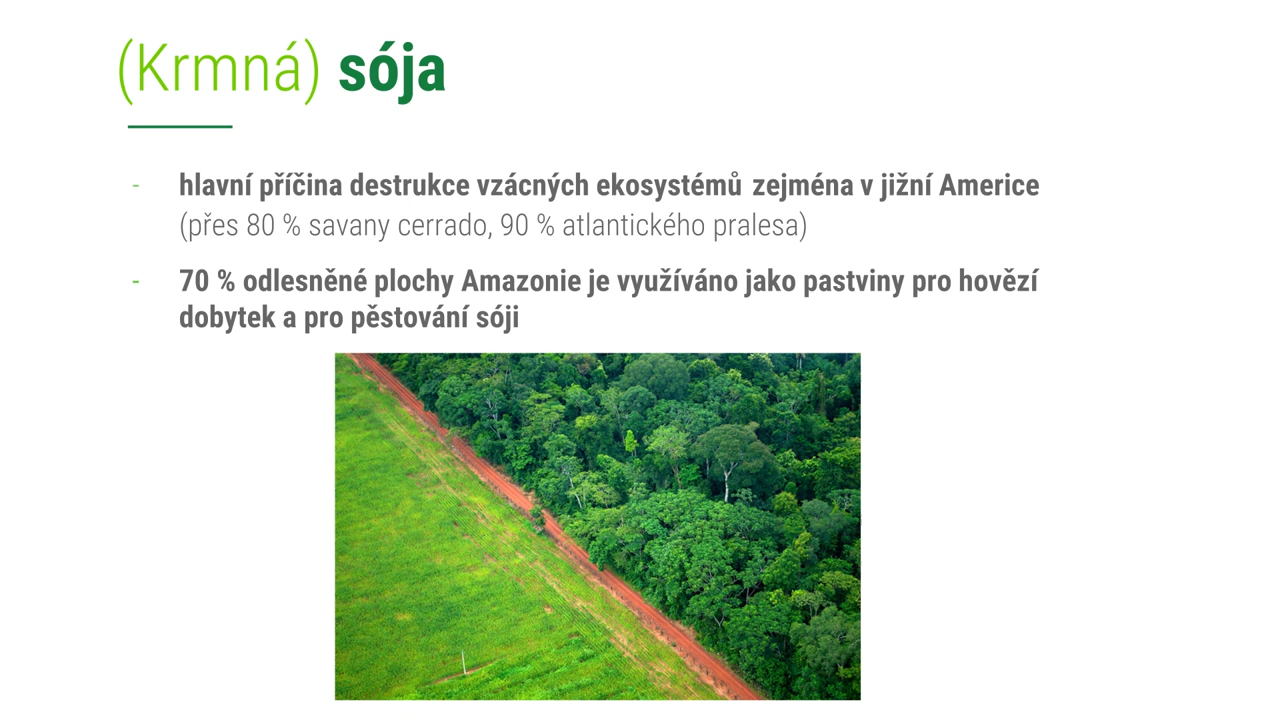 (Krmná) sója
- hlavní příčina destrukce vzácných ekosystémů zejména v jižní Americe
(přes 80 % savany cerrado, 90 % atlantického pralesa)
- 70 % odlesněné plochy Amazonie je využíváno jako pastviny pro hovězí
dobytek a pro pěstování sóji